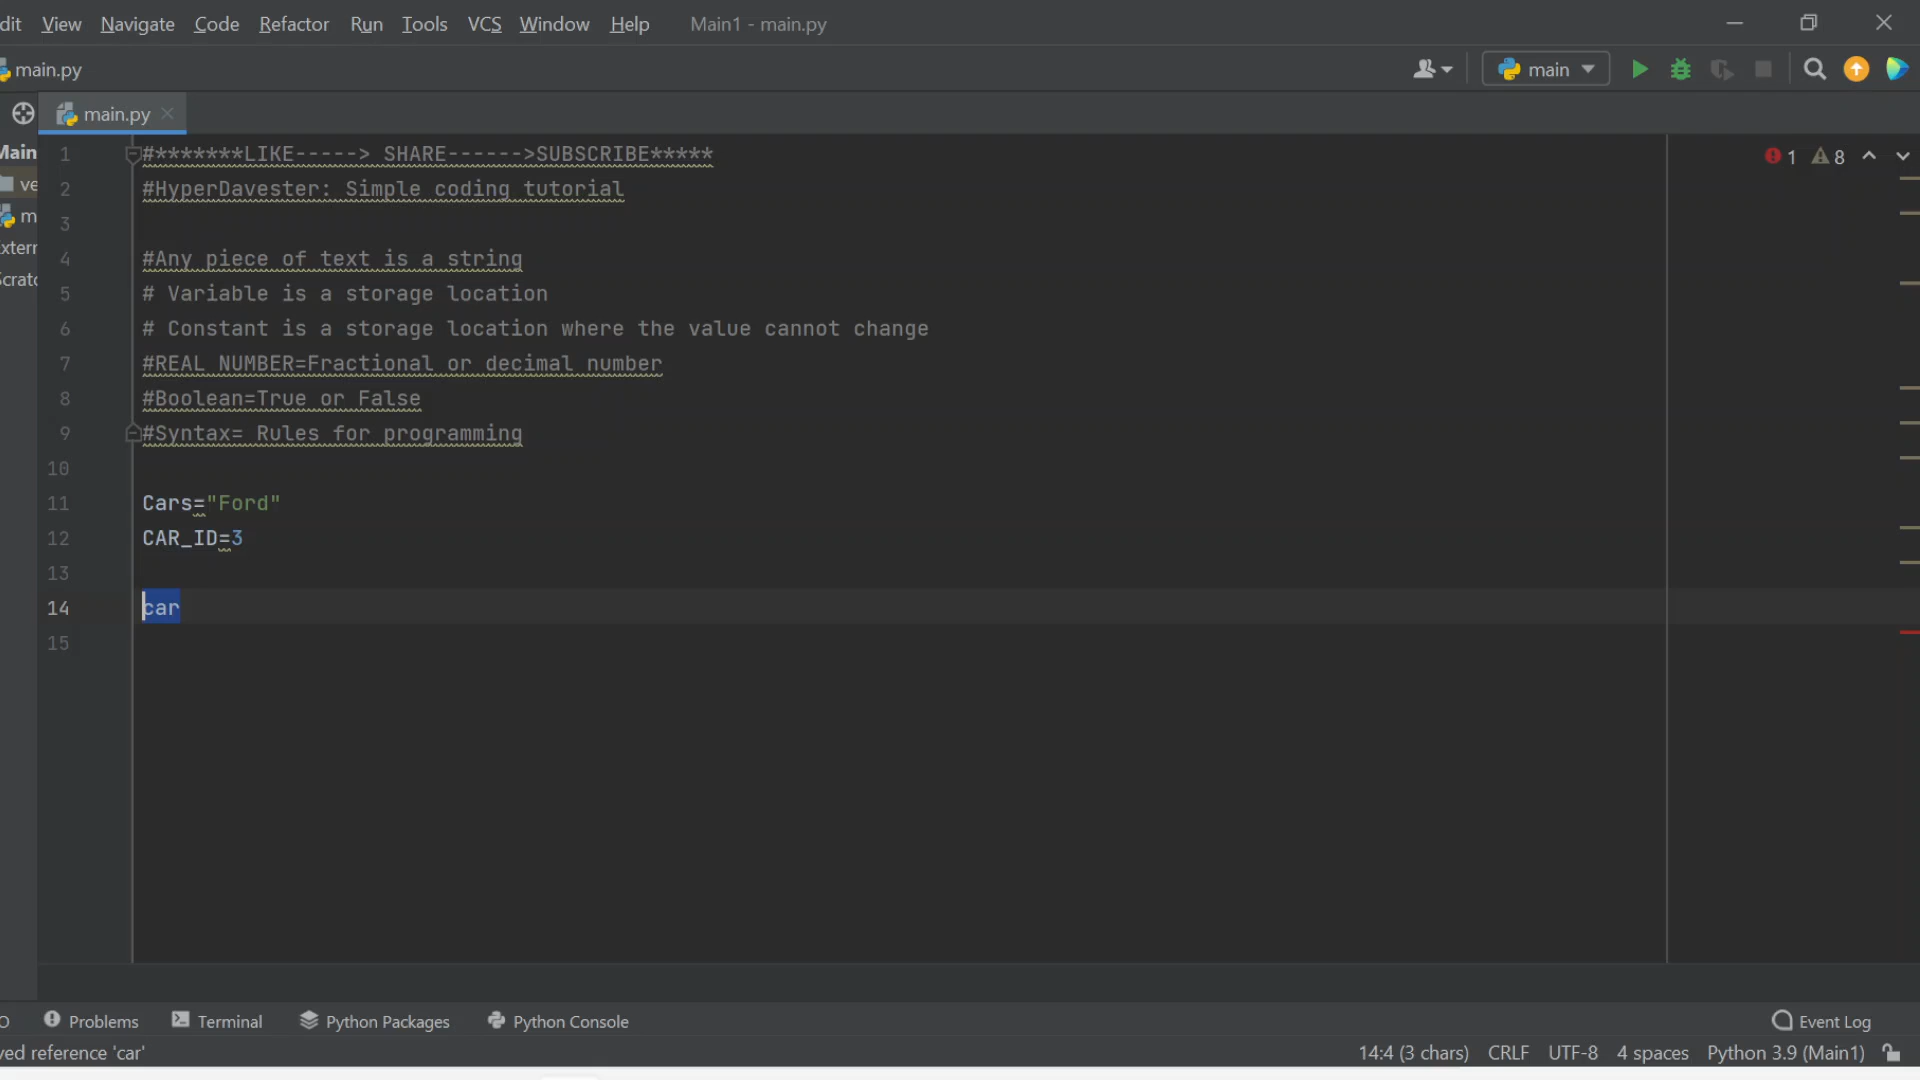 dit View Navigate Code Refactor Run Tools VCS Window Help Main1 - main.py
main.py main
main.py
Main
ve
m
xterr
Scratc
1 #*******LIKE-----> SHARE------>SUBSCRIBE***** 1 8
2 #HyperDavester: Simple coding tutorial
3
4 #Any piece of text is a string
5 # Variable is a storage location
6 # Constant is a storage location where the value cannot change
7 #REAL NUMBER=Fractional or decimal number
8 #Boolean=True or False
9 #Syntax= Rules for programming
10
11 Cars="Ford"
12 CAR_ID=3
13
14 car
15
O Problems Terminal Python Packages Python Console Event Log
ved reference 'car' 14:4 (3 chars) CRLF UTF-8 4 spaces Python 3.9 (Main1)